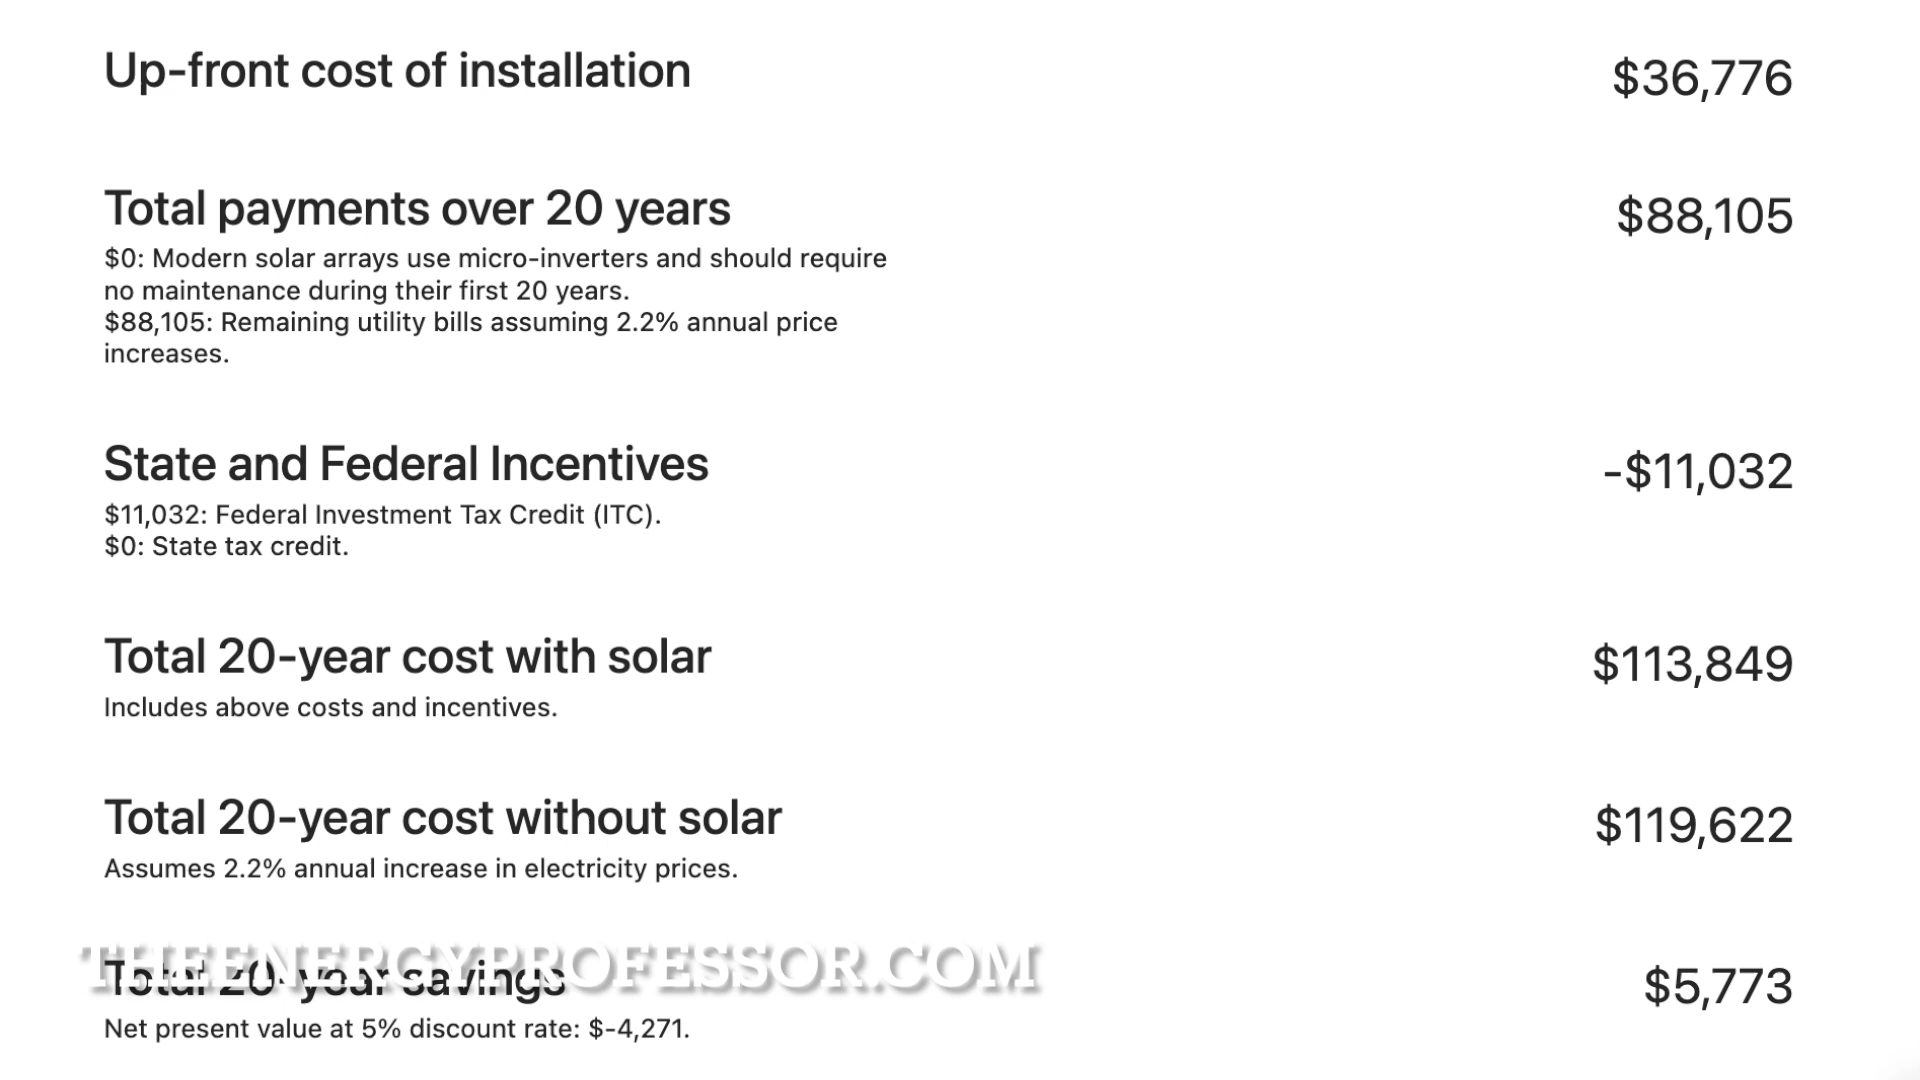 Up-front cost of installation
$36,776
Total payments over 20 years
$88,105
$0: Modern solar arrays use micro-inverters and should require
no maintenance during their first 20 years.
$88,105: Remaining utility bills assuming 2.2% annual price
increases.
State and Federal Incentives
-$11,032
$11,032: Federal Investment Tax Credit (ITC).
$0: State tax credit.
Total 20-year cost with solar
$113,849
Includes above costs and incentives.
Total 20-year cost without solar
$119,622
Assumes 2.2% annual increase in electricity prices.
THEENERGYPROFESSOR.COM
Total 20-year savings
$5,773
Net present value at 5% discount rate: $-4,271.